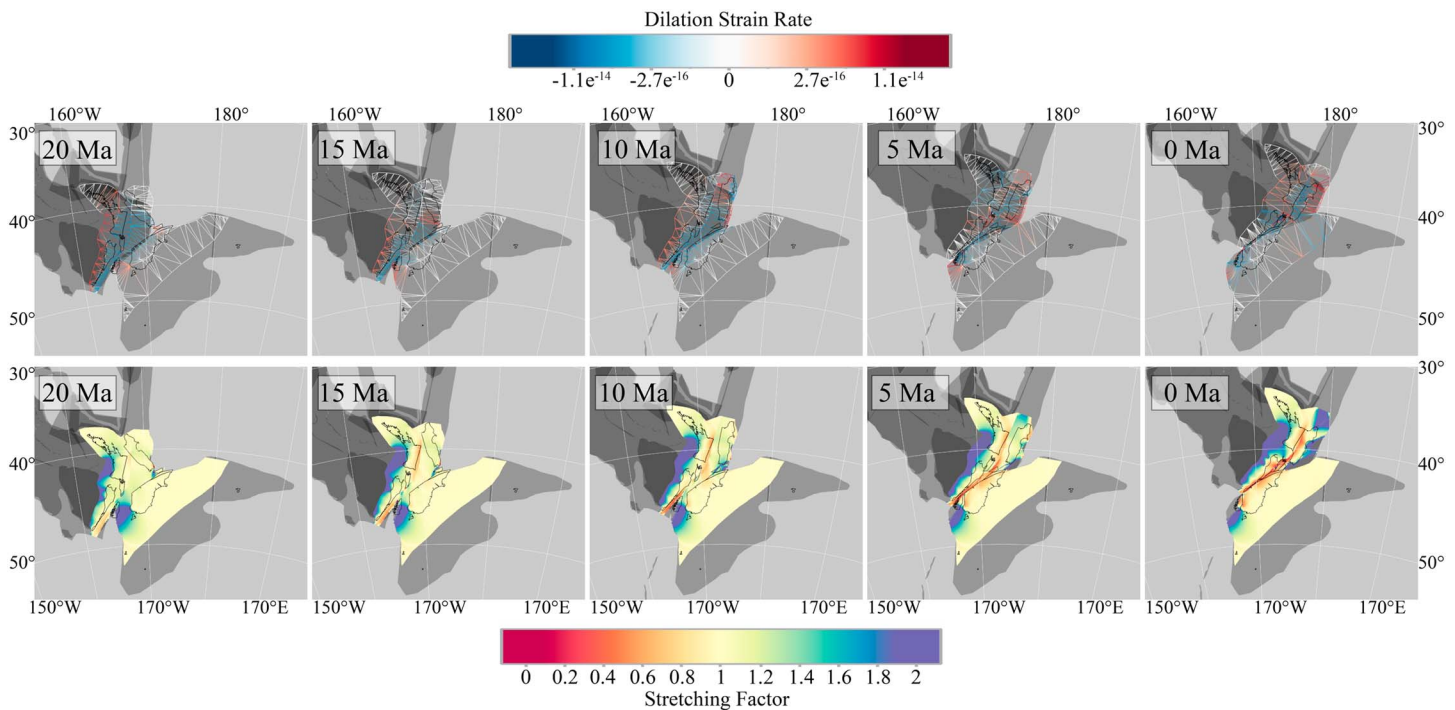 Dilation Strain Rate
-1.1e⁻¹⁴ -2.7e⁻¹⁶ 0 2.7e⁻¹⁶ 1.1e⁻¹⁴
160°W 180° 160°W 180° 160°W 180° 160°W 180°
30° 20 Ma 15 Ma 10 Ma 5 Ma 0 Ma 30°
40° 40°
50° 50°
30° 20 Ma 15 Ma 10 Ma 5 Ma 0 Ma 30°
40° 40°
50° 50°
150°W 170°W 170°E 150°W 170°W 170°E 150°W 170°W 170°E 150°W 170°W 170°E 150°W 170°W 170°E
0 0.2 0.4 0.6 0.8 1 1.2 1.4 1.6 1.8 2
Stretching Factor